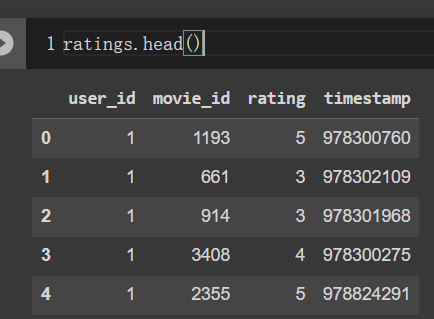 1 ratings.head()
user_id movie_id rating timestamp
0 1 1193 5 978300760
1 1 661 3 978302109
2 1 914 3 978301968
3 1 3408 4 978300275
4 1 2355 5 978824291